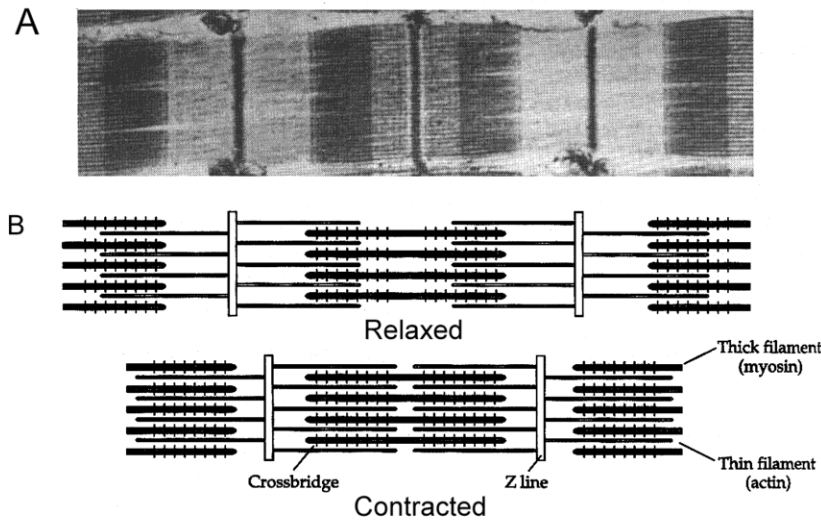 A
B
Relaxed
Thick filament
(myosin)
Crossbridge
Z line
Thin filament
(actin)
Contracted